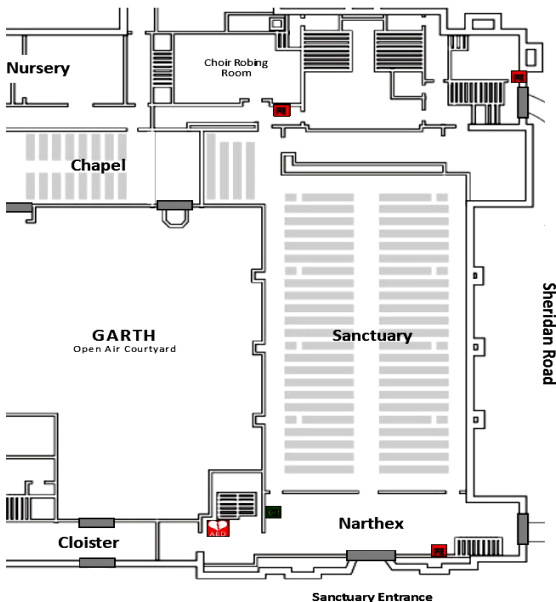 Nursery
Choir Robing
Room
Chapel
GARTH
Open Air Courtyard
Sanctuary
Sheridan Road
Narthex
AED
Cloister
Sanctuary Entrance